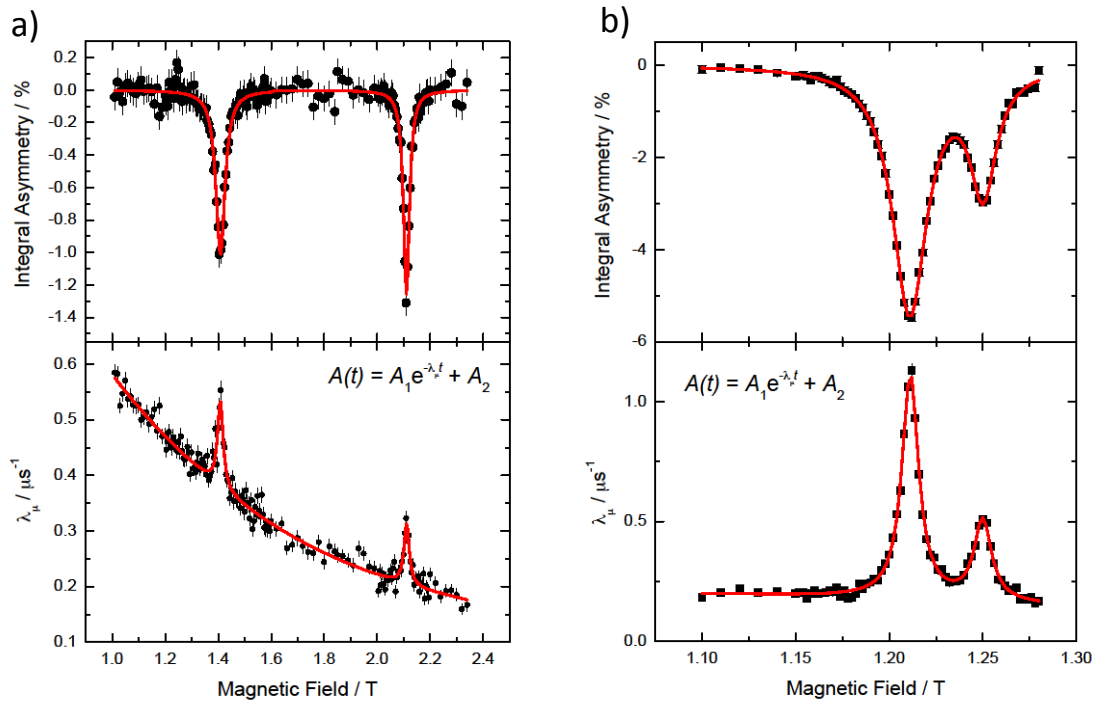 a)
0.2
0.0
-0.2
-0.4
-0.6
-0.8
-1.0
-1.2
-1.4
Integral Asymmetry / %
0.6
0.5
0.4
0.3
0.2
0.1
λμ / μs-1
A(t) = A1e-λμt + A2
1.0 1.2 1.4 1.6 1.8 2.0 2.2 2.4
Magnetic Field / T
b)
0
-2
-4
-6
Integral Asymmetry / %
1.0
0.5
0.0
λμ / μs-1
A(t) = A1e-λμt + A2
1.10 1.15 1.20 1.25 1.30
Magnetic Field / T